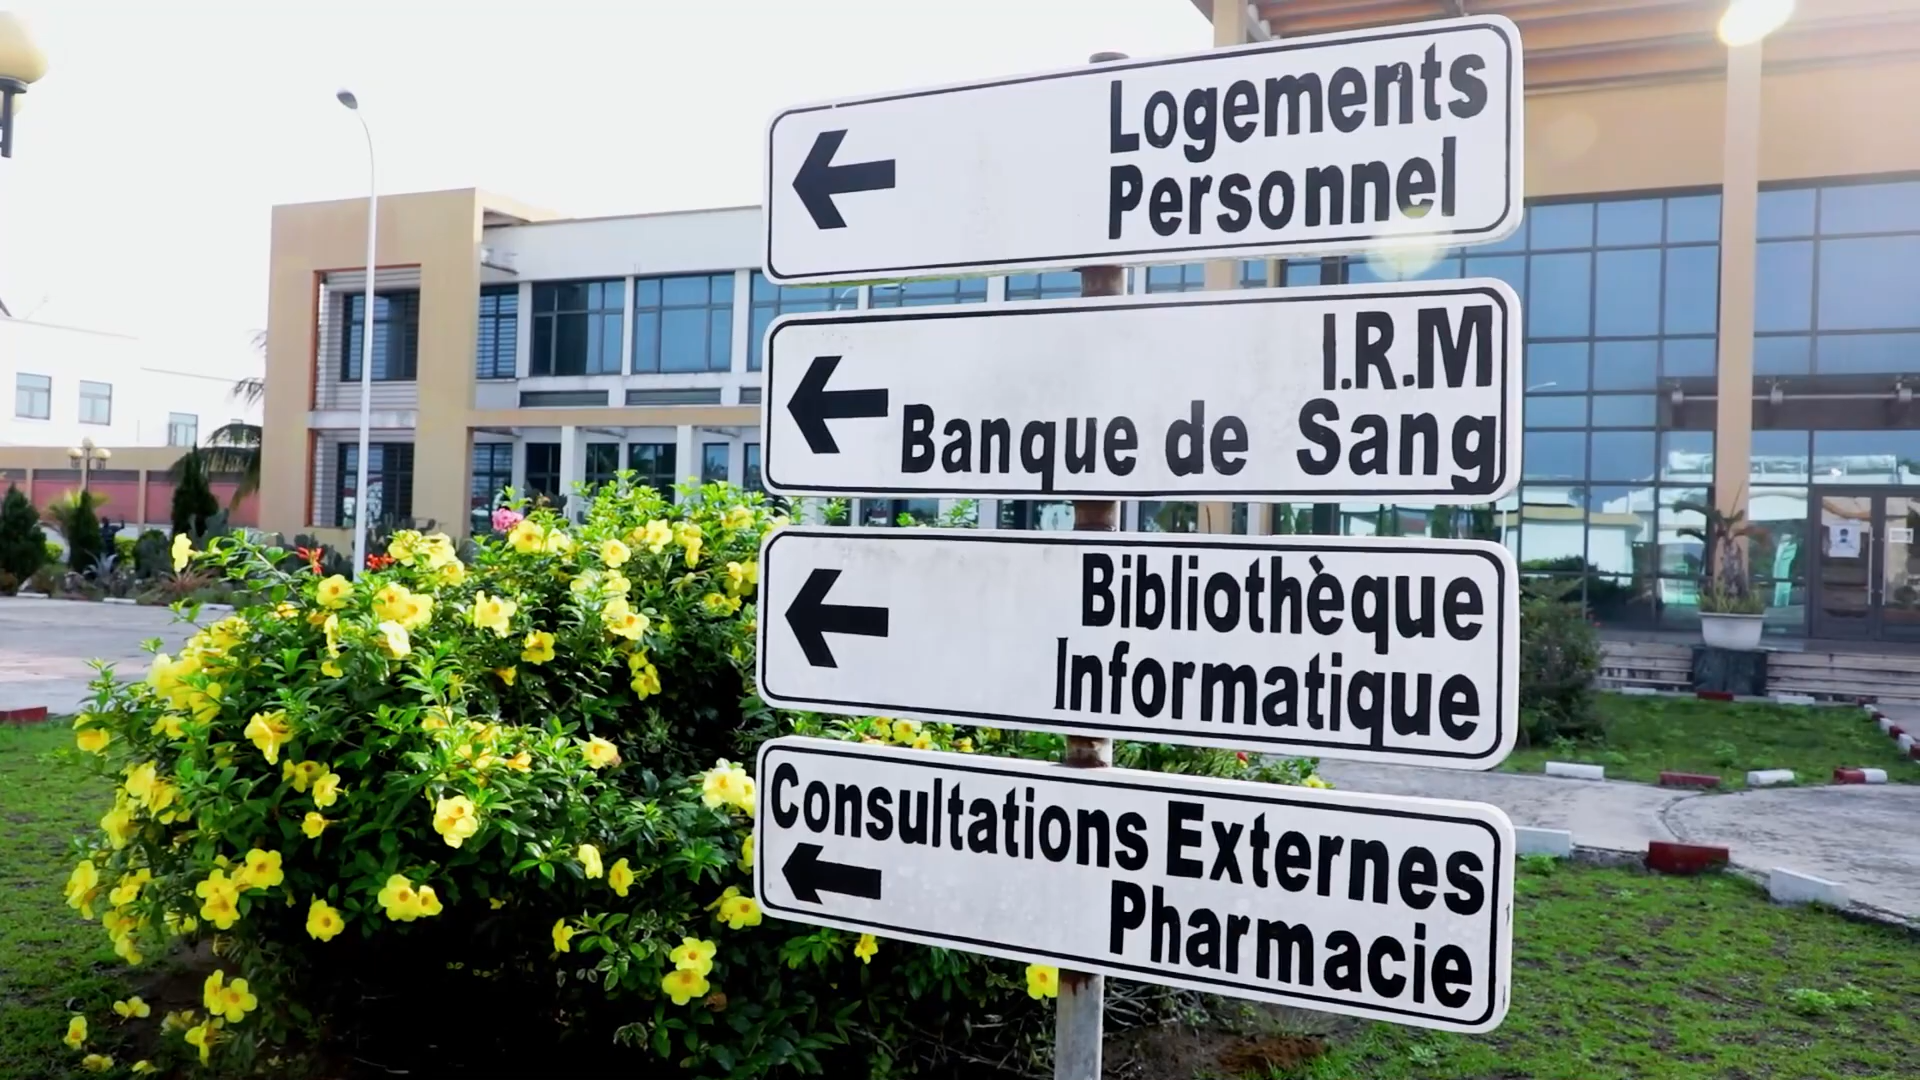 Logements
Personnel
I.R.M
Banque de Sang
Bibliothèque
Informatique
Consultations Externes
Pharmacie